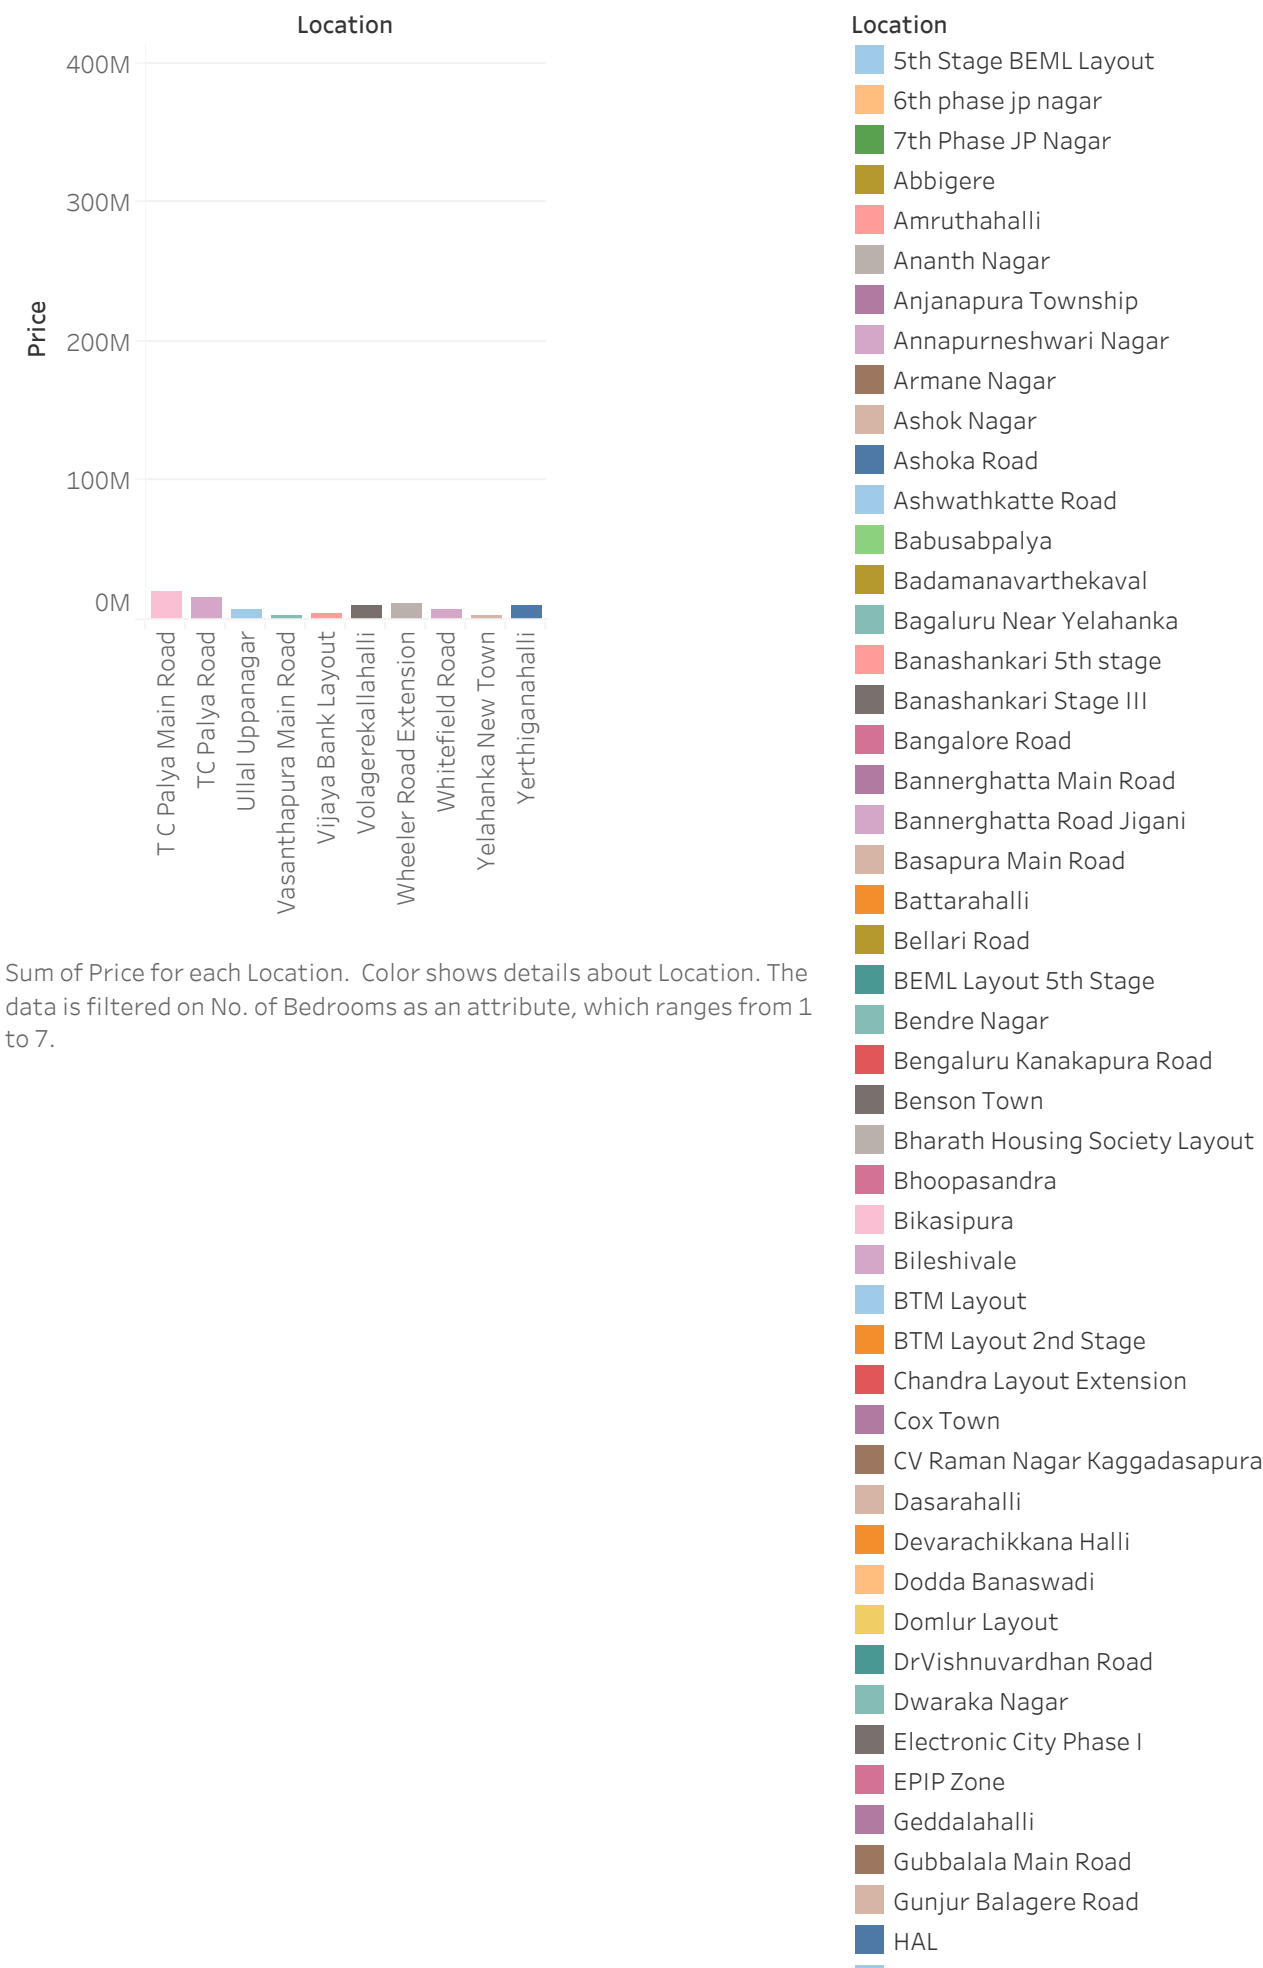 Location
400M
300M
200M
100M
0M
Price
T C Palya Main Road
TC Palya Road
Ullal Uppanagar
Vasanthapura Main Road
Vijaya Bank Layout
Volagerekallahalli
Wheeler Road Extension
Whitefield Road
Yelahanka New Town
Yerthiganahalli
Sum of Price for each Location. Color shows details about Location. The
data is filtered on No. of Bedrooms as an attribute, which ranges from 1
to 7.
Location
5th Stage BEML Layout
6th phase jp nagar
7th Phase JP Nagar
Abbigere
Amruthahalli
Ananth Nagar
Anjanapura Township
Annapurneshwari Nagar
Armane Nagar
Ashok Nagar
Ashoka Road
Ashwathkatte Road
Babusabpalya
Badamanavarthekaval
Bagaluru Near Yelahanka
Banashankari 5th stage
Banashankari Stage III
Bangalore Road
Bannerghatta Main Road
Bannerghatta Road Jigani
Basapura Main Road
Battarahalli
Bellari Road
BEML Layout 5th Stage
Bendre Nagar
Bengaluru Kanakapura Road
Benson Town
Bharath Housing Society Layout
Bhoopasandra
Bikasipura
Bileshivale
BTM Layout
BTM Layout 2nd Stage
Chandra Layout Extension
Cox Town
CV Raman Nagar Kaggadasapura
Dasarahalli
Devarachikkana Halli
Dodda Banaswadi
Domlur Layout
DrVishnuvardhan Road
Dwaraka Nagar
Electronic City Phase I
EPIP Zone
Geddalahalli
Gubbalala Main Road
Gunjur Balagere Road
HAL